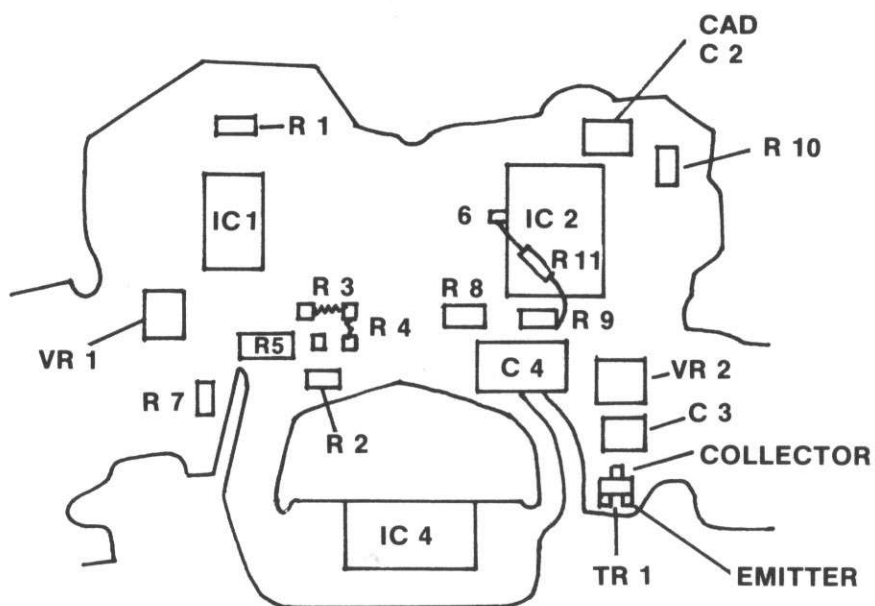 CAD
C 2
R 1
R 10
IC 1
6
IC 2
R 11
R 3
R 8
R 9
R 4
R5
VR 1
C 4
VR 2
R 7
R 2
C 3
COLLECTOR
IC 4
TR 1
EMITTER